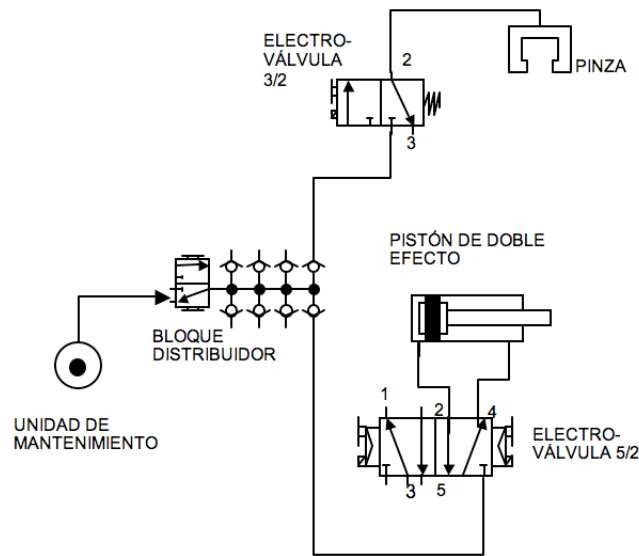 ELECTRO-
VÁLVULA
3/2
2
3
PINZA
PISTÓN DE DOBLE
EFECTO
BLOQUE
DISTRIBUIDOR
UNIDAD DE
MANTENIMIENTO
1
2
4
3
5
ELECTRO-
VÁLVULA 5/2